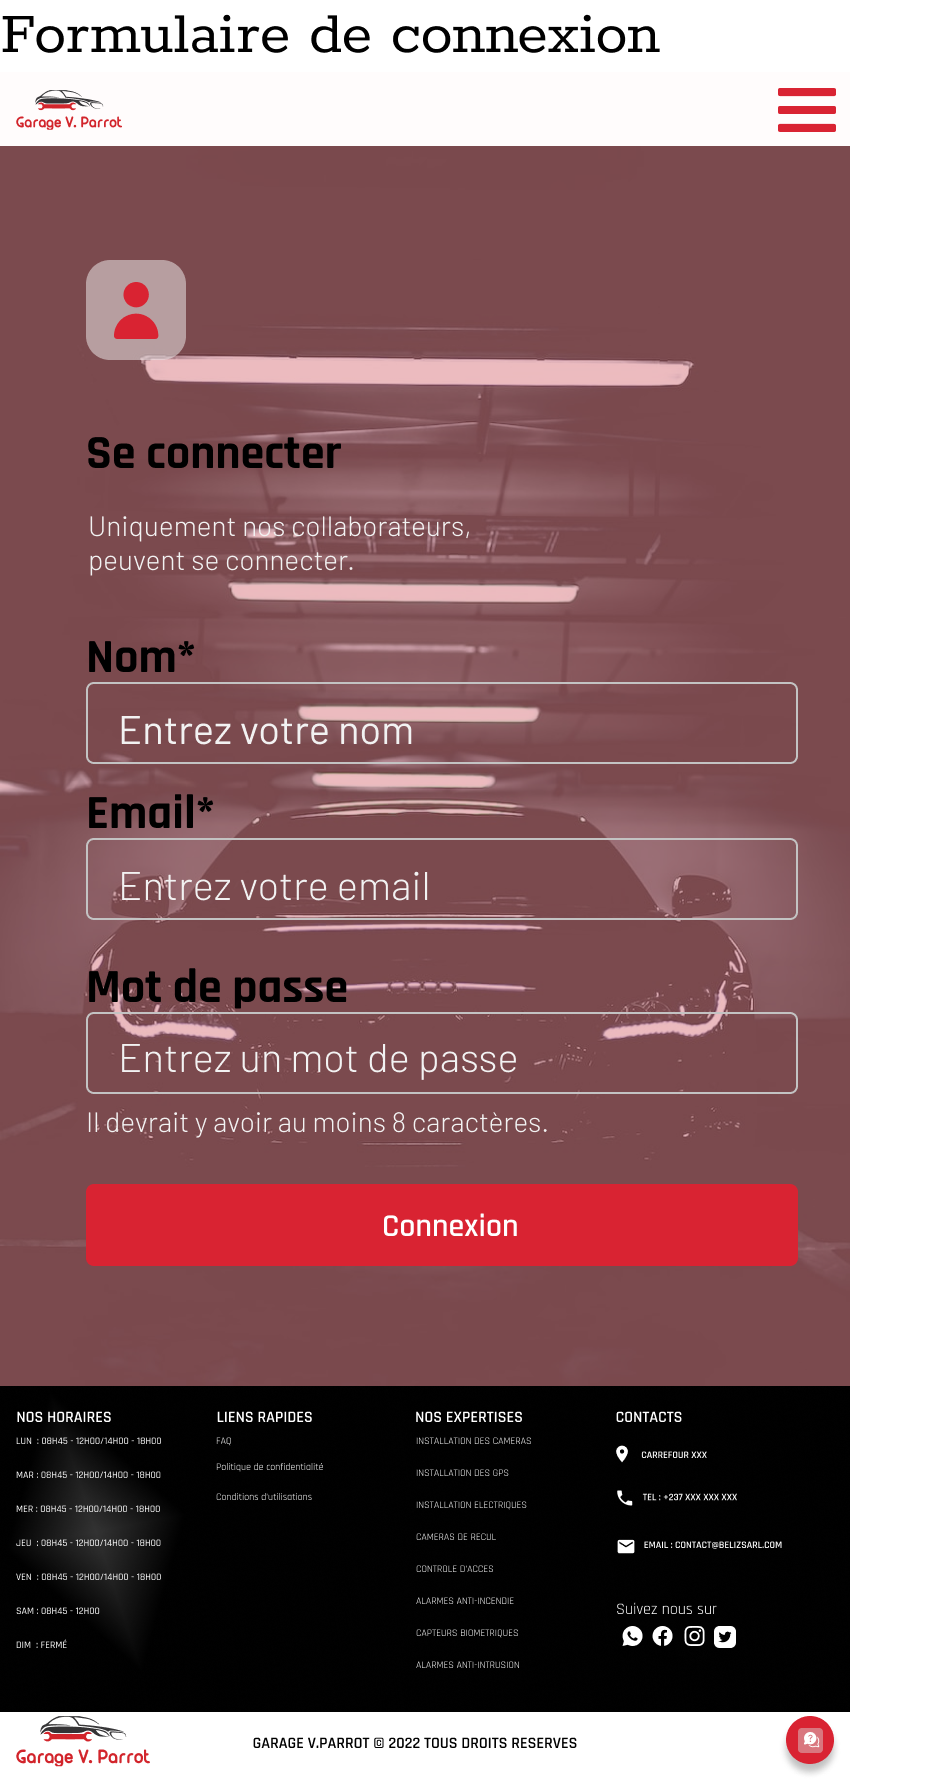 Formulaire de connexion
Garage V. Parrot
Se connecter
Uniquement nos collaborateurs,
peuvent se connecter.
Nom*
Entrez votre nom
Email*
Entrez votre email
Mot de passe
Entrez un mot de passe
Il devrait y avoir au moins 8 caractères.
Connexion
NOS HORAIRES
LUN : 08H45 - 12H00/14H00 - 18H00
MAR : 08H45 - 12H00/14H00 - 18H00
MER : 08H45 - 12H00/14H00 - 18H00
JEU : 08H45 - 12H00/14H00 - 18H00
VEN : 08H45 - 12H00/14H00 - 18H00
SAM : 08H45 - 12H00
DIM : FERMÉ
LIENS RAPIDES
FAQ
Politique de confidentialité
Conditions d'utilisations
NOS EXPERTISES
INSTALLATION DES CAMERAS
INSTALLATION DES GPS
INSTALLATION ELECTRIQUES
CAMERAS DE RECUL
CONTROLE D'ACCES
ALARMES ANTI-INCENDIE
CAPTEURS BIOMETRIQUES
ALARMES ANTI-INTRUSION
CONTACTS
CARREFOUR XXX
TEL : +237 XXX XXX XXX
EMAIL : CONTACT@BELIZSARL.COM
Suivez nous sur
Garage V. Parrot
GARAGE V.PARROT © 2022 TOUS DROITS RESERVES